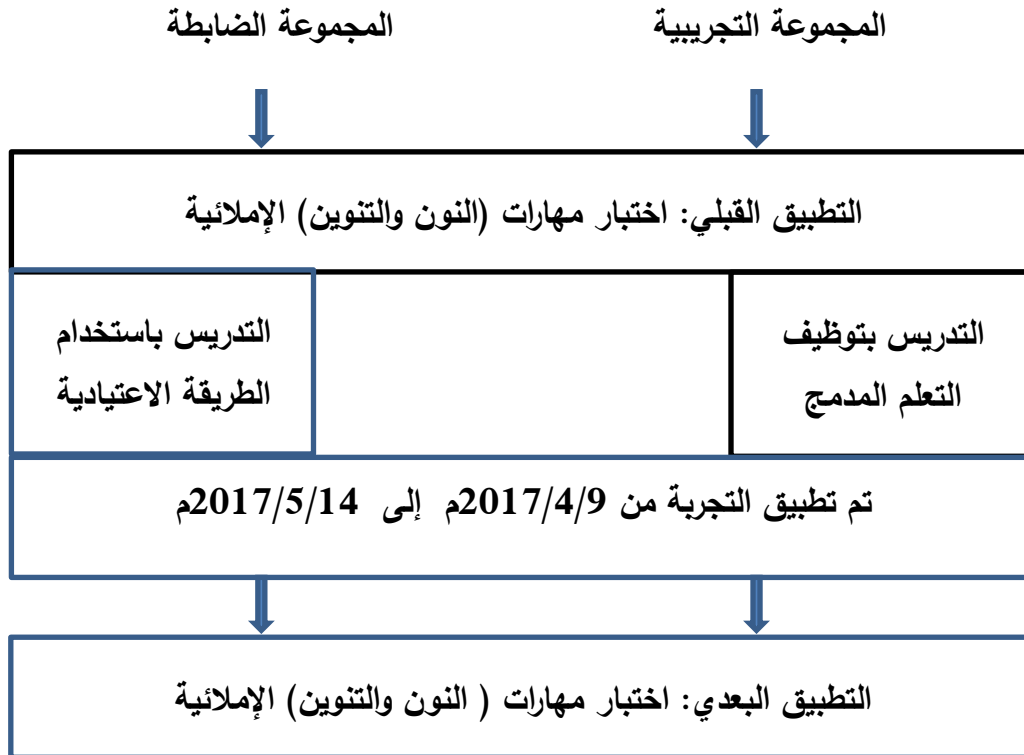 المجموعة التجريبية
المجموعة الضابطة
التطبيق القبلي: اختبار مهارات (النون والتنوين) الإملائية
التدريس بتوظيف
التعلم المدمج
التدريس باستخدام
الطريقة الاعتيادية
تم تطبيق التجربة من 2017/4/9م إلى 2017/5/14م
التطبيق البعدي: اختبار مهارات ( النون والتنوين) الإملائية